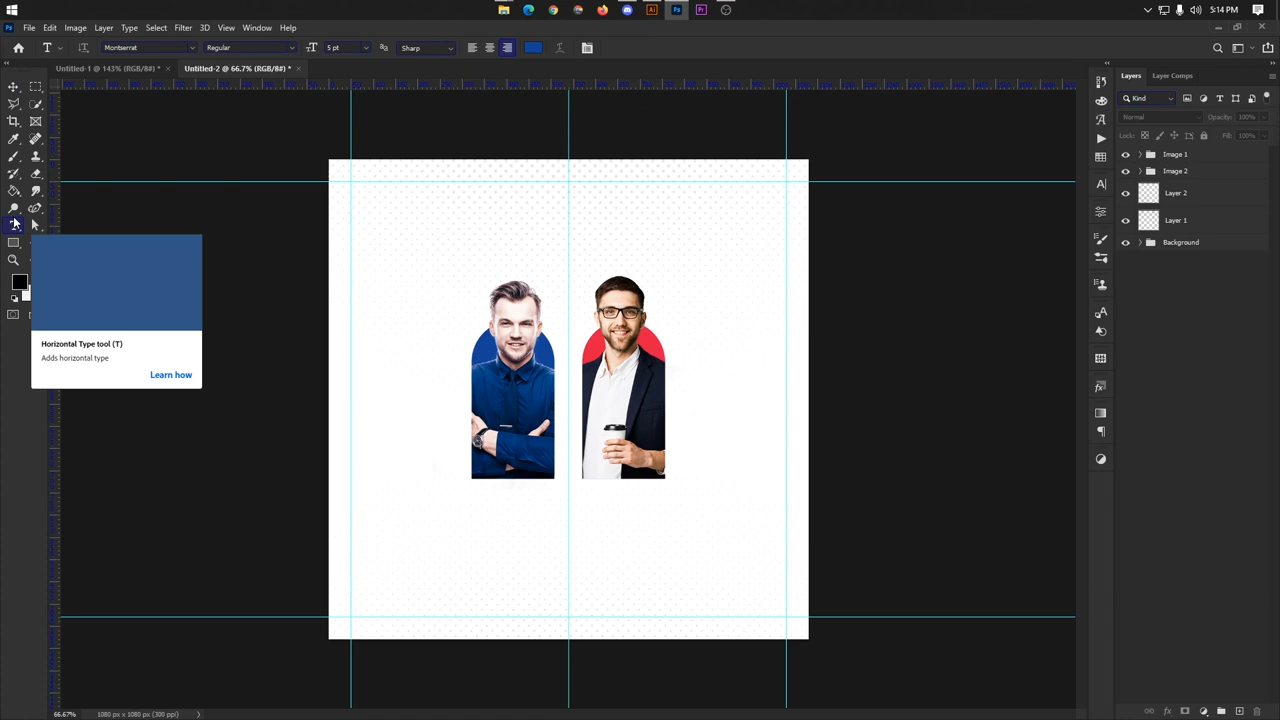 5:14 PM
Ps File Edit Image Layer Type Select Filter 3D View Window Help
T Montserrat Regular 5 pt Sharp
Untitled-1 @ 143% (RGB/8#) * × Untitled-2 @ 66.7% (RGB/8#) * ×
Layers Layer Comps
Kind
Normal Opacity: 100%
Lock: Fill: 100%
Image 1
Image 2
Layer 2
Layer 1
Background
Horizontal Type tool (T)
Adds horizontal type
Learn how
66.67% 1080 px x 1080 px (300 ppi)